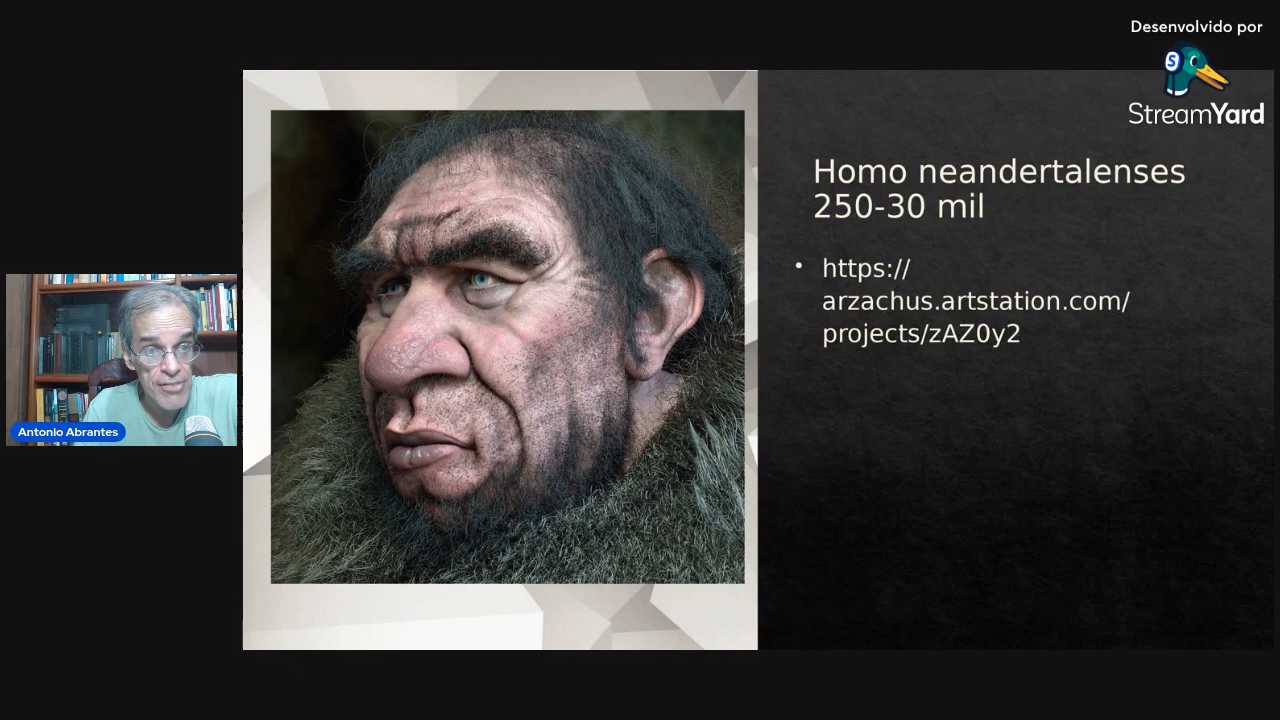 Desenvolvido por
S
StreamYard
Homo neandertalenses
250-30 mil
• https://
arzachus.artstation.com/
projects/zAZ0y2
Antonio Abrantes